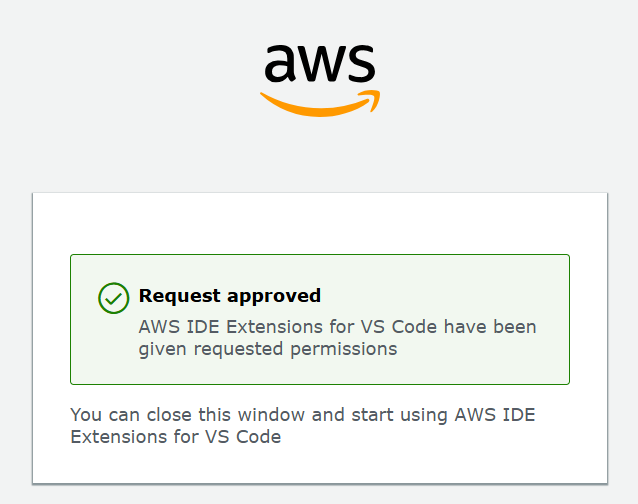 aws
Request approved
AWS IDE Extensions for VS Code have been
given requested permissions
You can close this window and start using AWS IDE
Extensions for VS Code